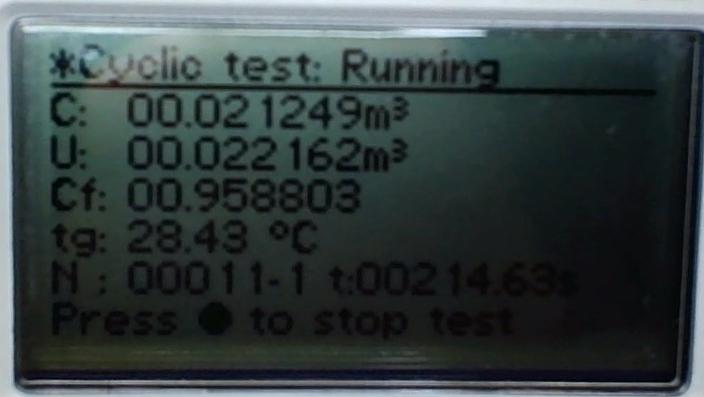 *Cyclic test: Running
C: 00.021249m³
U: 00.022162m³
Cf: 00.958803
tg: 28.43 °C
N : 00011-1 t:00214.63s
Press ● to stop test